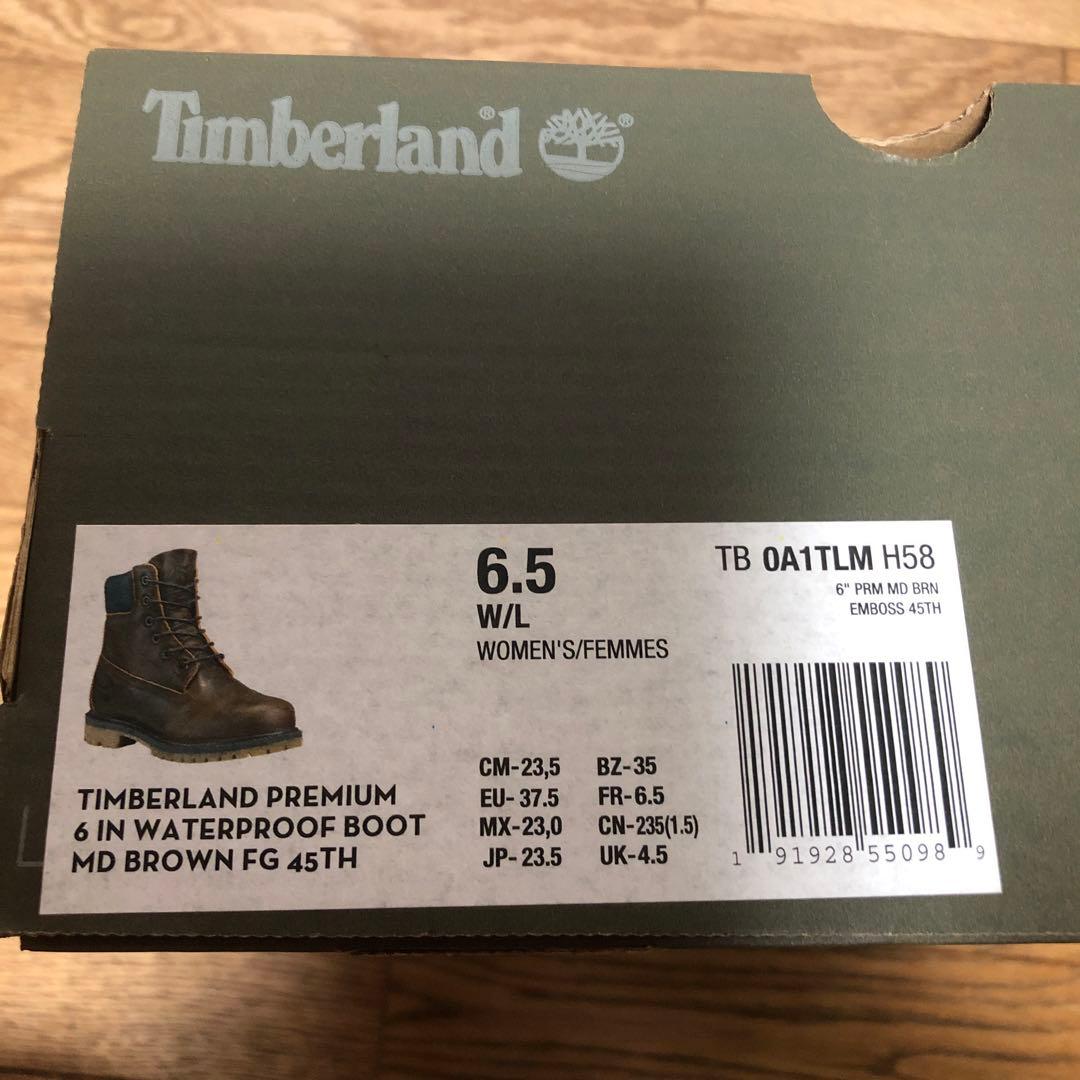 Timberland® ®
6.5
W/L
WOMEN'S/FEMMES
TB 0A1TLM H58
6" PRM MD BRN
EMBOSS 45TH
TIMBERLAND PREMIUM
6 IN WATERPROOF BOOT
MD BROWN FG 45TH
CM-23,5 BZ-35
EU-37.5 FR-6.5
MX-23,0 CN-235(1.5)
JP-23.5 UK-4.5
1 91928 55098 9